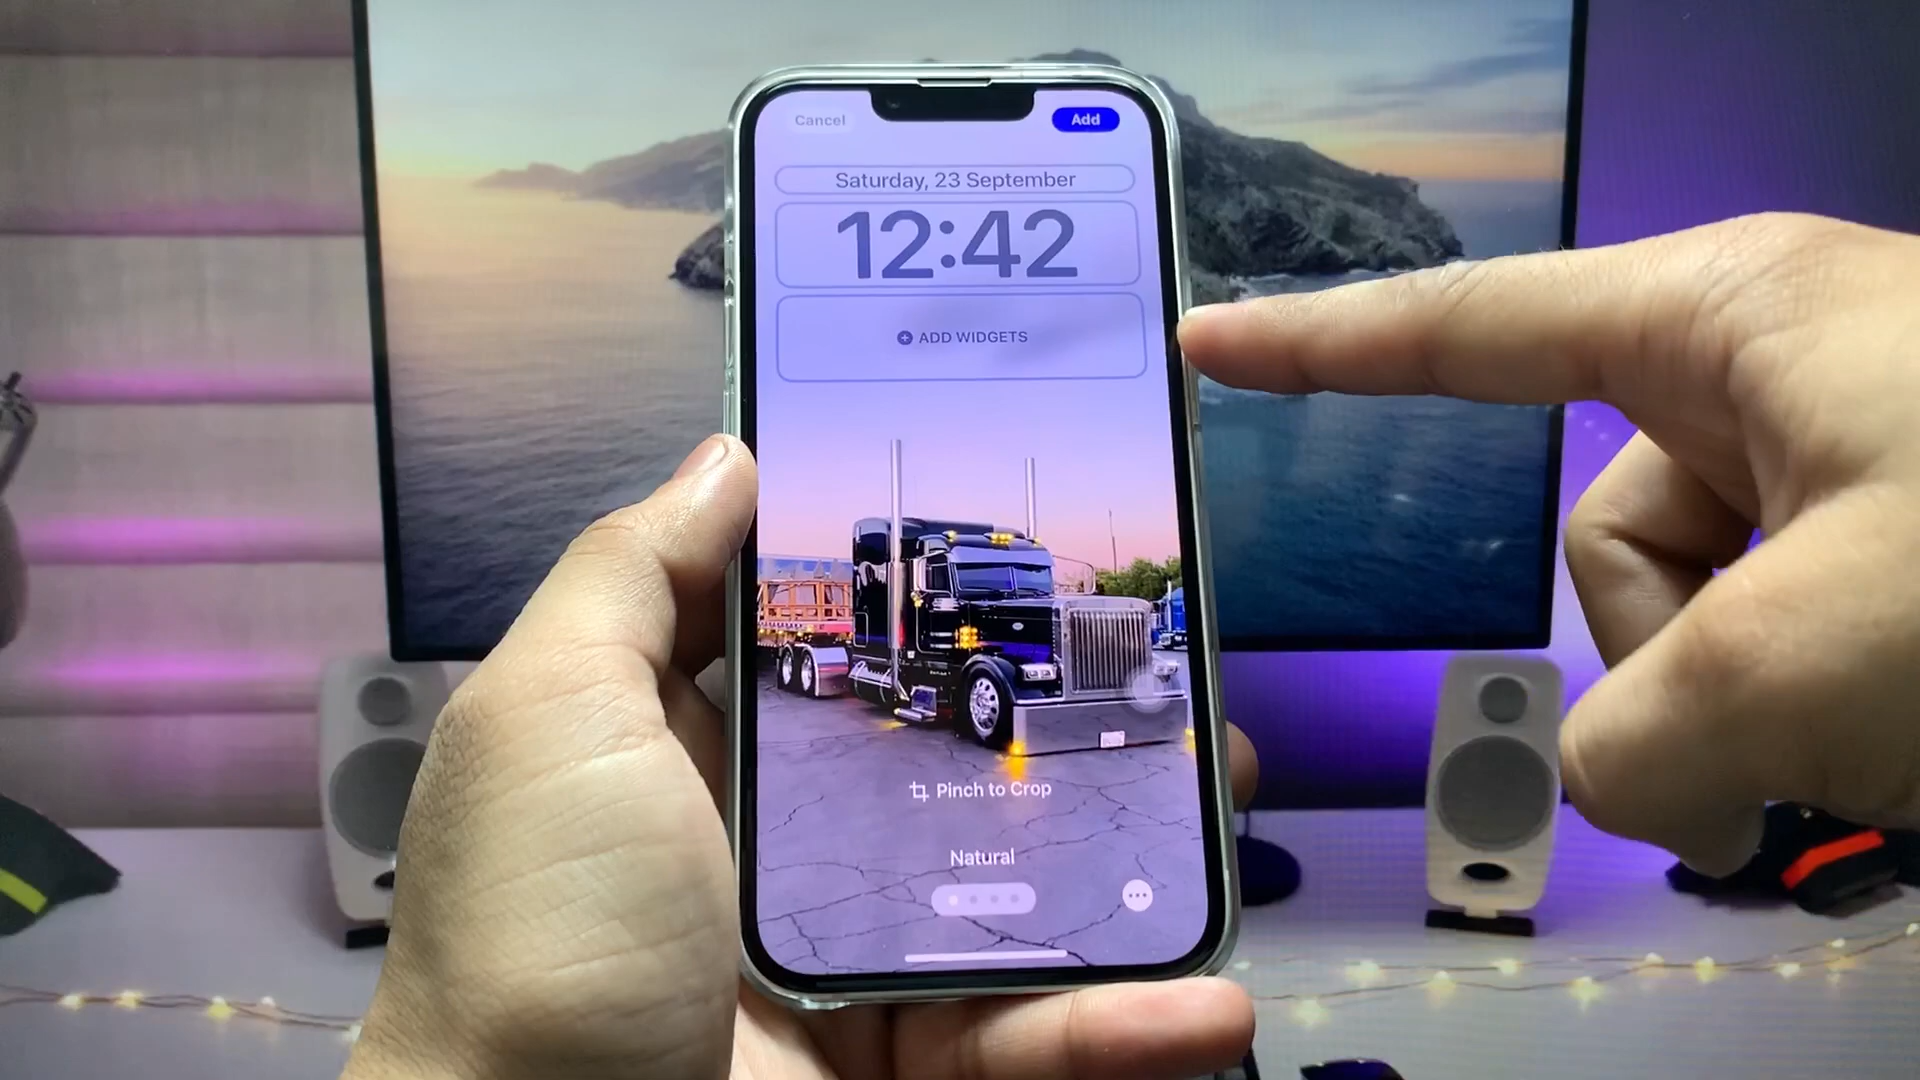 Cancel
Add
Saturday, 23 September
12:42
ADD WIDGETS
Pinch to Crop
Natural